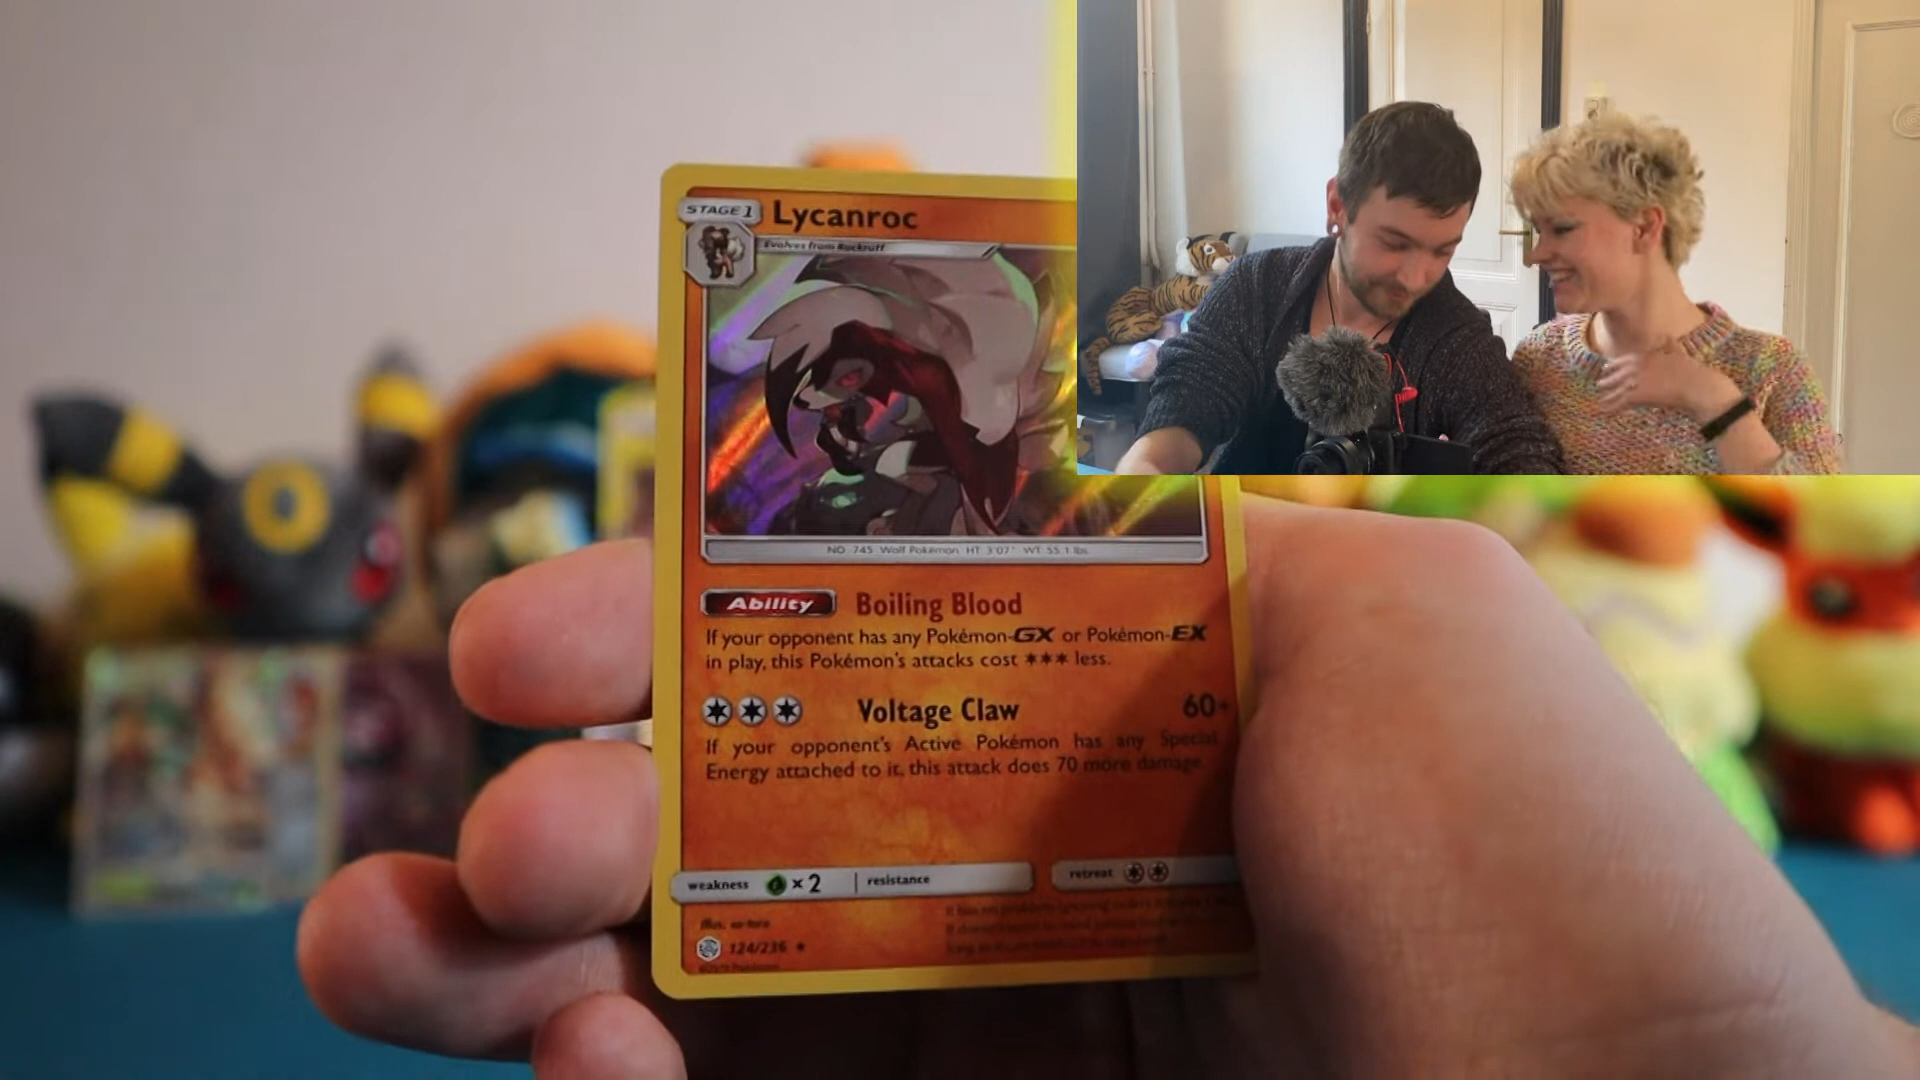 STAGE 1 Lycanroc
Evolves from Rockruff
NO. 745 Wolf Pokémon HT: 3'07" WT: 55.1 lbs.
Ability Boiling Blood
If your opponent has any Pokémon-GX or Pokémon-EX
in play, this Pokémon's attacks cost ✶✶✶ less.
Voltage Claw 60+
If your opponent's Active Pokémon has any Special
Energy attached to it, this attack does 70 more damage.
weakness ×2 resistance retreat
Illus.
124/236 ★